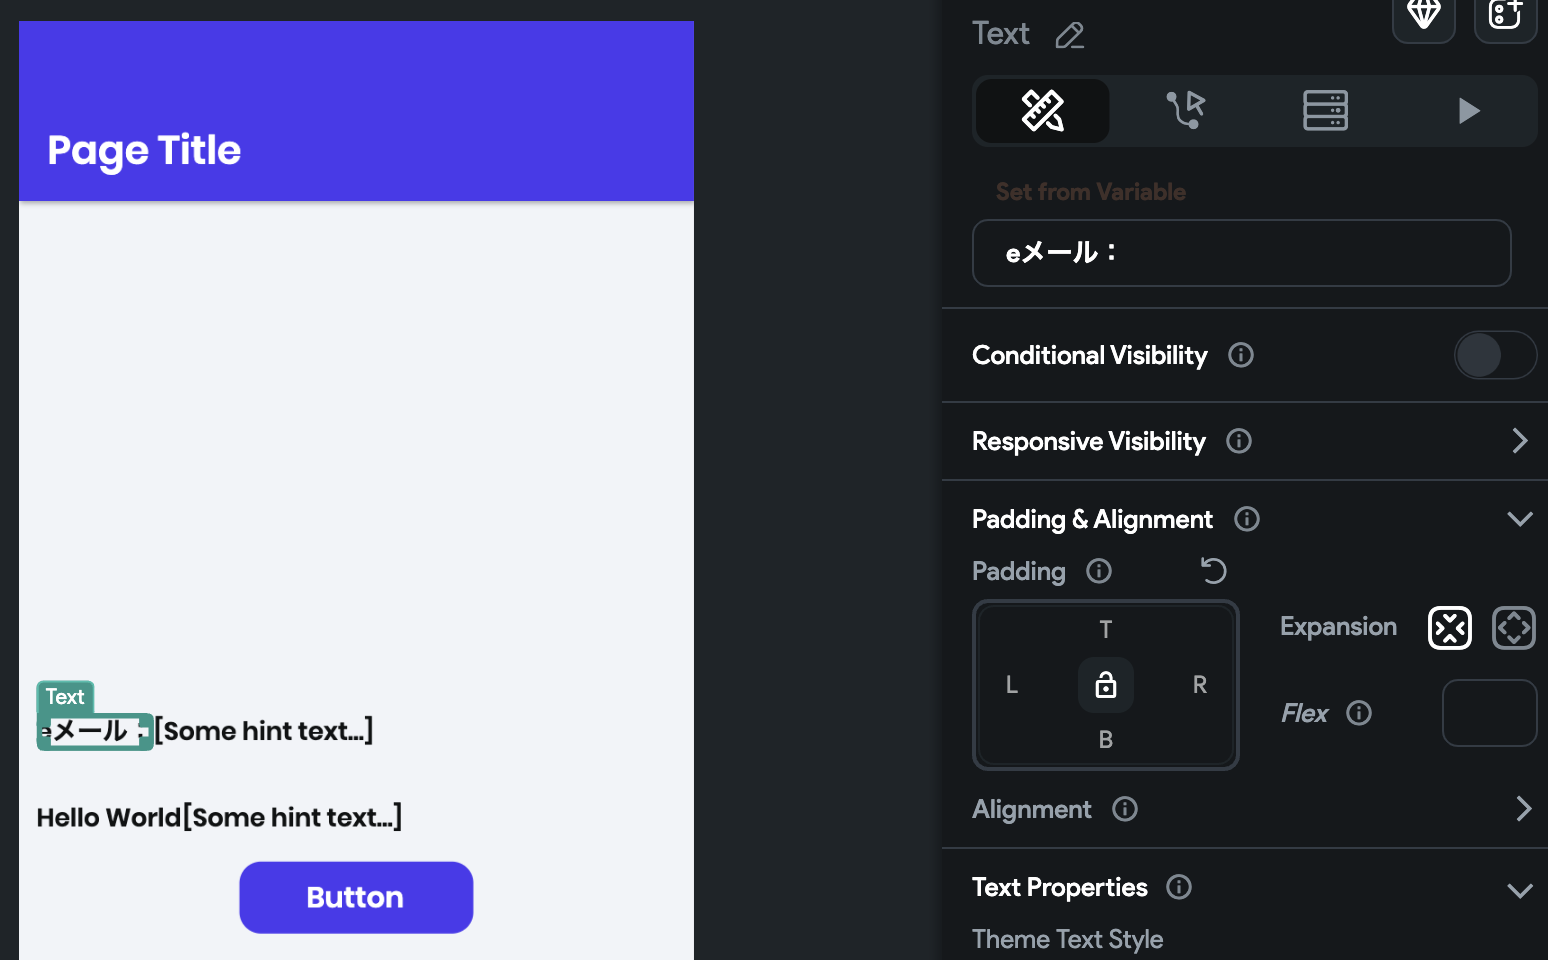 Page Title
Text
eメール：[Some hint text...]
Hello World[Some hint text...]
Button
Text
Set from Variable
eメール：
Conditional Visibility
Responsive Visibility
Padding & Alignment
Padding
T
L
R
B
Expansion
Flex
Alignment
Text Properties
Theme Text Style